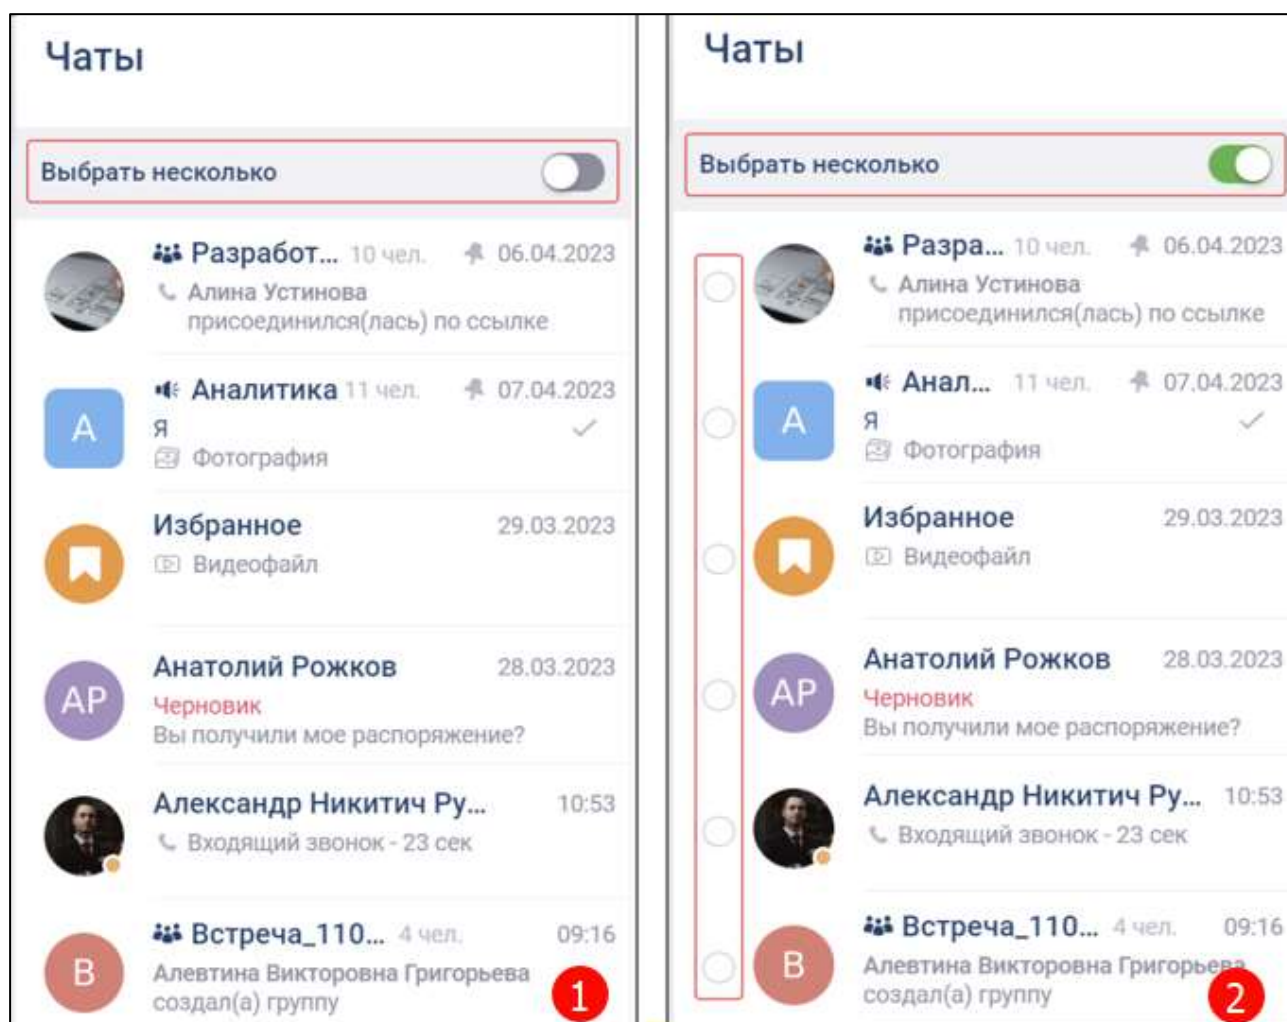 Чаты
Выбрать несколько
Разработ... 10 чел. 06.04.2023
Алина Устинова
присоединился(лась) по ссылке
А
Аналитика 11 чел. 07.04.2023
Я
Фотография
Избранное 29.03.2023
Видеофайл
АР
Анатолий Рожков 28.03.2023
Черновик
Вы получили мое распоряжение?
Александр Никитич Ру... 10:53
Входящий звонок - 23 сек
В
Встреча_110... 4 чел. 09:16
Алевтина Викторовна Григорьева
создал(а) группу
1
Чаты
Выбрать несколько
Разра... 10 чел. 06.04.2023
Алина Устинова
присоединился(лась) по ссылке
А
Анал... 11 чел. 07.04.2023
Я
Фотография
Избранное 29.03.2023
Видеофайл
АР
Анатолий Рожков 28.03.2023
Черновик
Вы получили мое распоряжение?
Александр Никитич Ру... 10:53
Входящий звонок - 23 сек
В
Встреча_110... 4 чел. 09:16
Алевтина Викторовна Григорьева
создал(а) группу
2